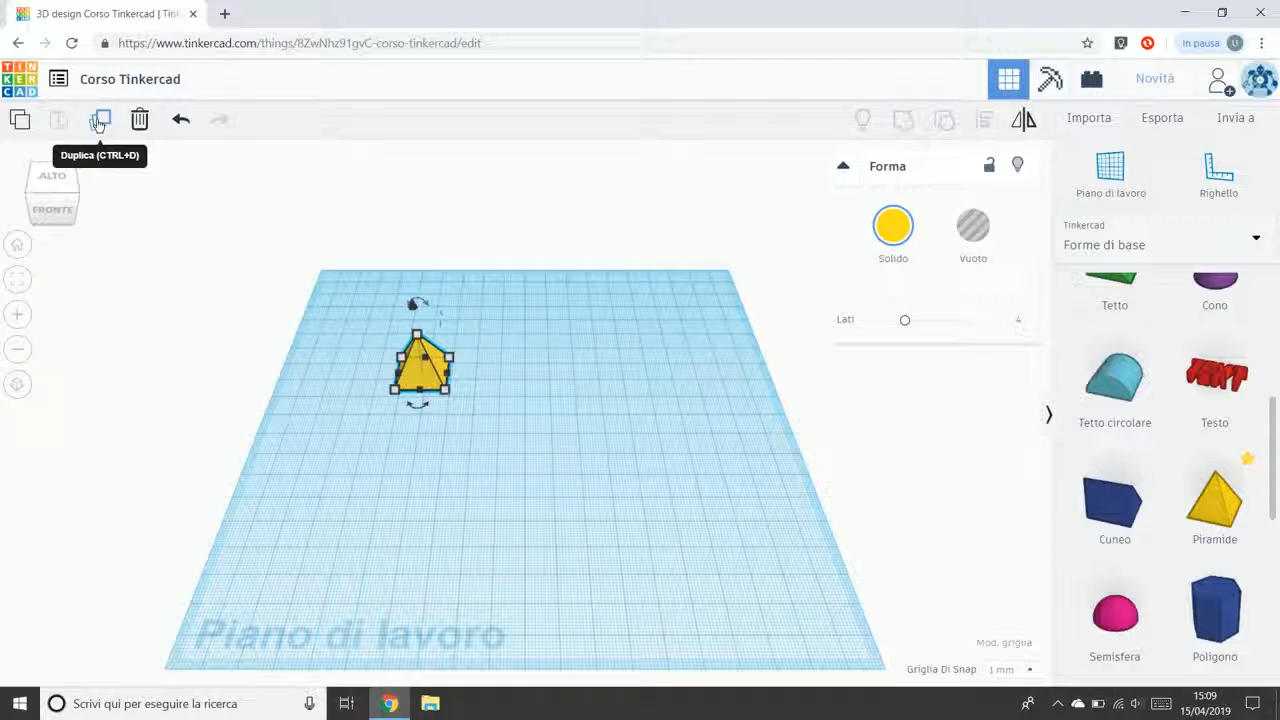 3D design Corso Tinkercad | Tin
https://www.tinkercad.com/things/8ZwNhz91gvC-corso-tinkercad/edit
In pausa
U
TIN
KER
CAD
Corso Tinkercad
Novità
Importa
Esporta
Invia a
Duplica (CTRL+D)
ALTO
FRONTE
Forma
Solido
Vuoto
Lati
4
Piano di lavoro
Righello
Tinkercad
Forme di base
Tetto
Cono
Tetto circolare
Testo
Cuneo
Piramide
Semisfera
Poligono
Piano di lavoro
Mod. griglia
Griglia Di Snap
1 mm
Scrivi qui per eseguire la ricerca
15:09
15/04/2019